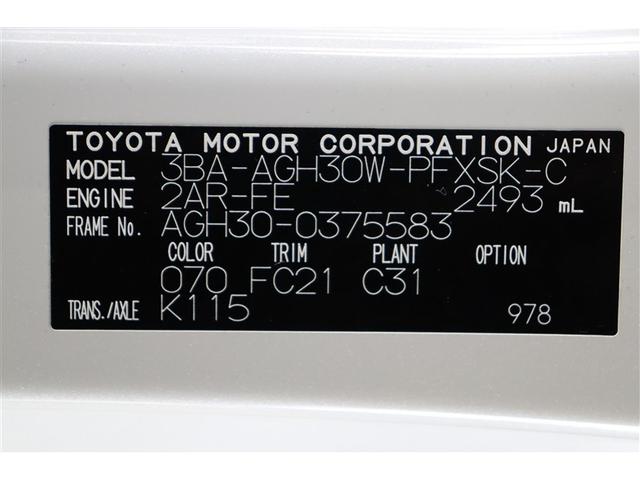 TOYOTA MOTOR CORPORATION JAPAN
MODEL 3BA-AGH30W-PFXSK-C
ENGINE 2AR-FE 2493 mL
FRAME No. AGH30-0375583
COLOR TRIM PLANT OPTION
070 FC21 C31
TRANS./AXLE K115 978